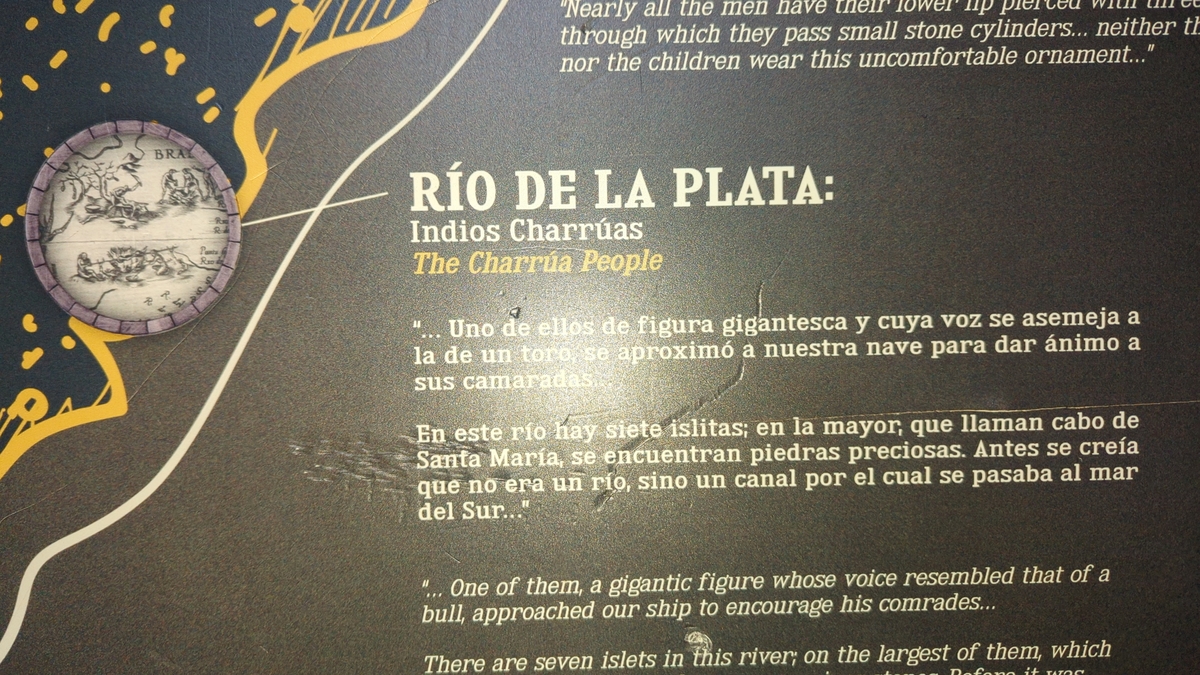 "Nearly all the men have their lower lip pierced with three
through which they pass small stone cylinders... neither th
nor the children wear this uncomfortable ornament..."
BRA
RÍO DE LA PLATA:
Indios Charrúas
The Charrúa People
"... Uno de ellos de figura gigantesca y cuya voz se asemeja a
la de un toro, se aproximó a nuestra nave para dar ánimo a
sus camaradas...
En este río hay siete islitas; en la mayor, que llaman cabo de
Santa María, se encuentran piedras preciosas. Antes se creía
que no era un río, sino un canal por el cual se pasaba al mar
del Sur..."
"... One of them, a gigantic figure whose voice resembled that of a
bull, approached our ship to encourage his comrades...
There are seven islets in this river; on the largest of them, which
Before it was